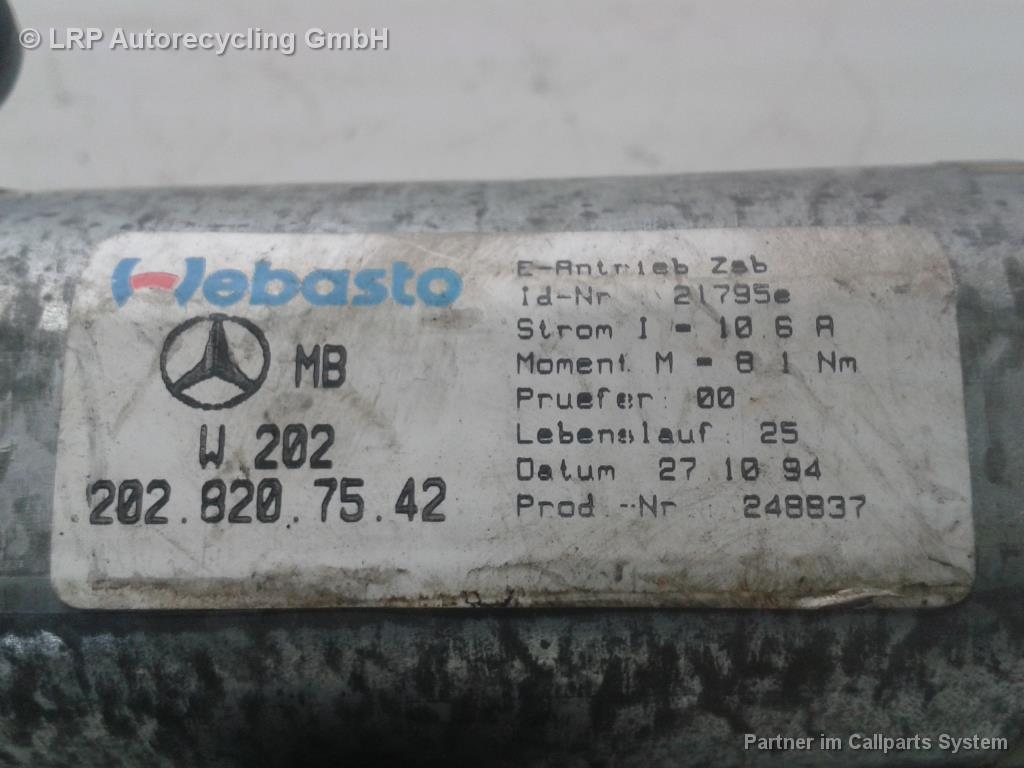 © LRP Autorecycling GmbH
Webasto
MB
W 202
202.820.75.42
E-Antrieb Zsb
Id-Nr : 21795e
Strom I = 10.6 A
Moment M = 8.1 Nm
Pruefer: 00
Lebenslauf: 25
Datum 27.10.94
Prod.-Nr.: 248837
Partner im Callparts System